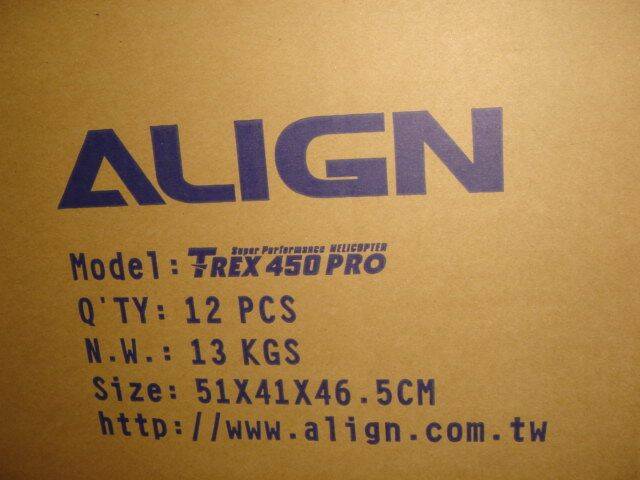 ALIGN
Super Performance HELICOPTER
Model: TREX 450 PRO
Q'TY: 12 PCS
N.W.: 13 KGS
Size: 51X41X46.5CM
http://www.align.com.tw